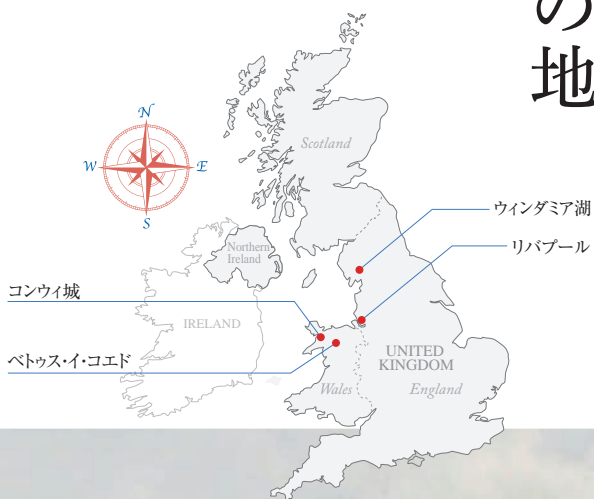 の
地
N
W
E
S
Scotland
ウィンダミア湖
リバプール
Northern
Ireland
コンウィ城
IRELAND
ベトゥス・イ・コエド
UNITED
KINGDOM
Wales
England